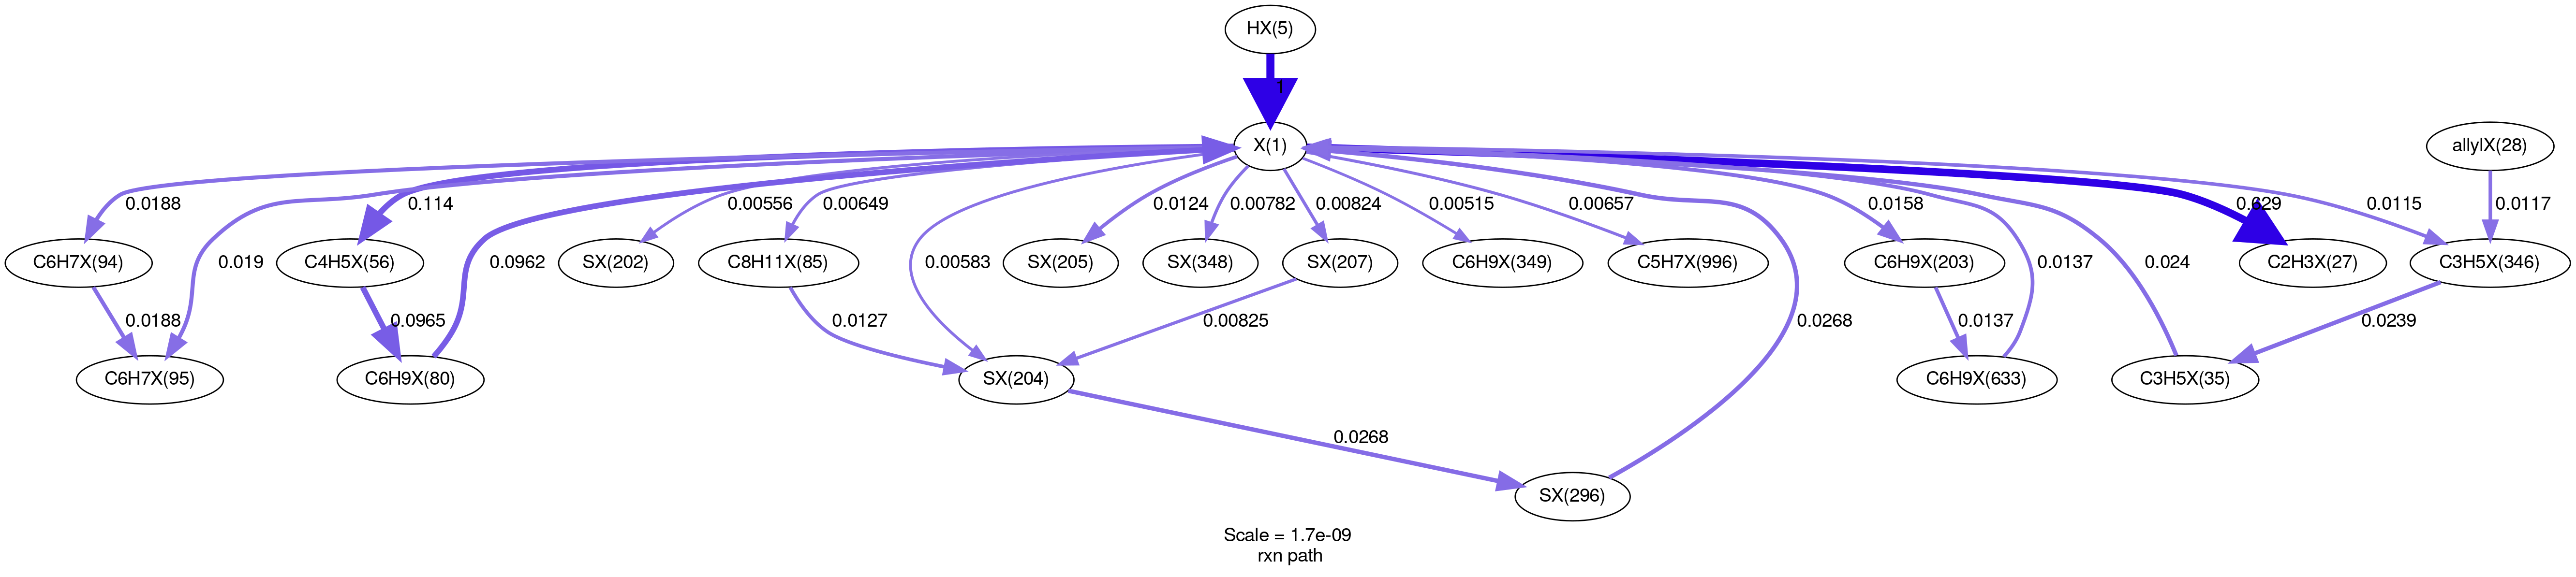 HX(5)
1
X(1)
allylX(28)
0.0188
0.114
0.00556
0.00649
0.0124
0.00782
0.00824
0.00515
0.00657
0.0158
0.629
0.0115
0.0117
C6H7X(94)
0.019
C4H5X(56)
0.0962
SX(202)
C8H11X(85)
0.00583
SX(205)
SX(348)
SX(207)
C6H9X(349)
C5H7X(996)
C6H9X(203)
0.0137
0.024
C2H3X(27)
C3H5X(346)
0.0188
0.0965
0.0127
0.00825
0.0268
0.0137
0.0239
C6H7X(95)
C6H9X(80)
SX(204)
C6H9X(633)
C3H5X(35)
0.0268
SX(296)
Scale = 1.7e-09
rxn path